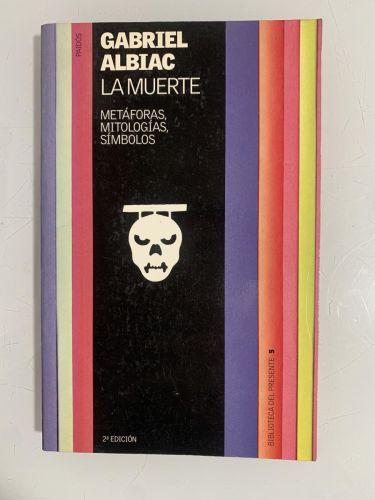 PAIDÓS
GABRIEL
ALBIAC
LA MUERTE
METÁFORAS,
MITOLOGÍAS,
SÍMBOLOS
BIBLIOTECA DEL PRESENTE 5
2ª EDICIÓN